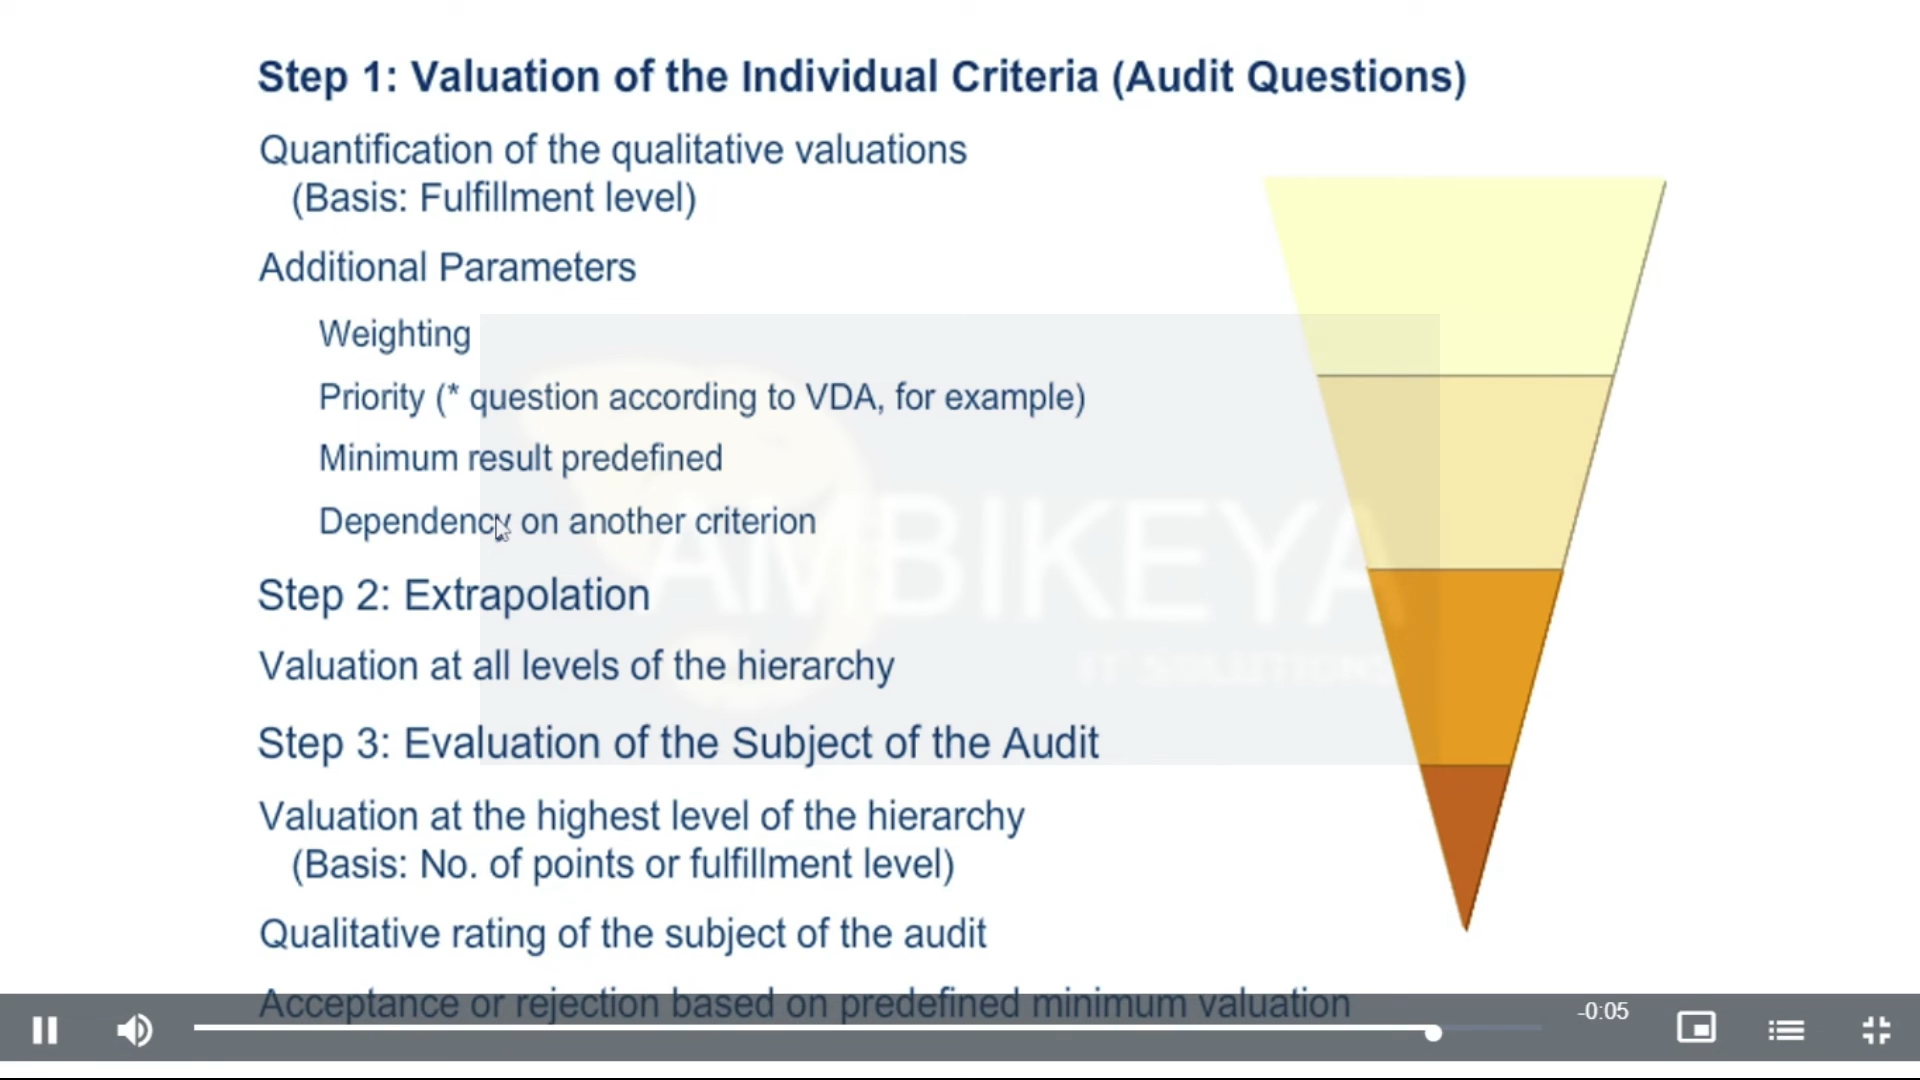 Step 1: Valuation of the Individual Criteria (Audit Questions)
Quantification of the qualitative valuations
(Basis: Fulfillment level)
Additional Parameters
Weighting
Priority (* question according to VDA, for example)
Minimum result predefined
Dependency on another criterion
AMBIKEYA
IT SOLUTIONS
Step 2: Extrapolation
Valuation at all levels of the hierarchy
Step 3: Evaluation of the Subject of the Audit
Valuation at the highest level of the hierarchy
(Basis: No. of points or fulfillment level)
Qualitative rating of the subject of the audit
Acceptance or rejection based on predefined minimum valuation
-0:05